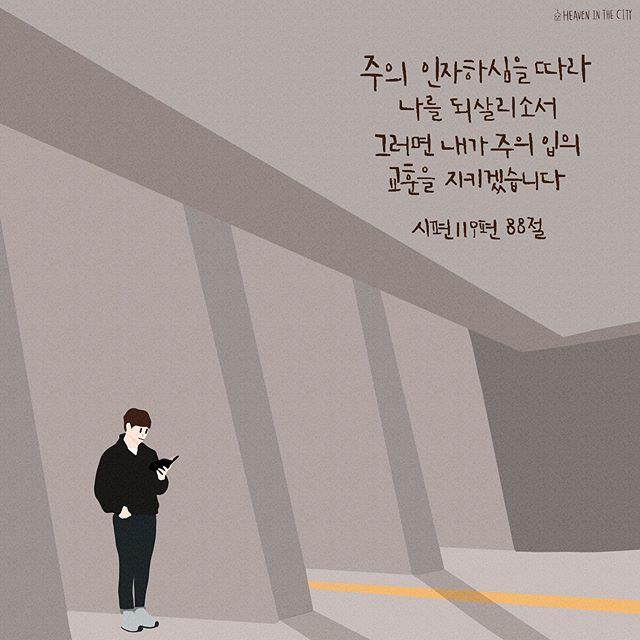 HEAVEN IN THE CITY
주의 인자하심을 따라
나를 되살리소서
그러면 내가 주의 입의
교훈을 지키겠습니다
시편 119편 88절